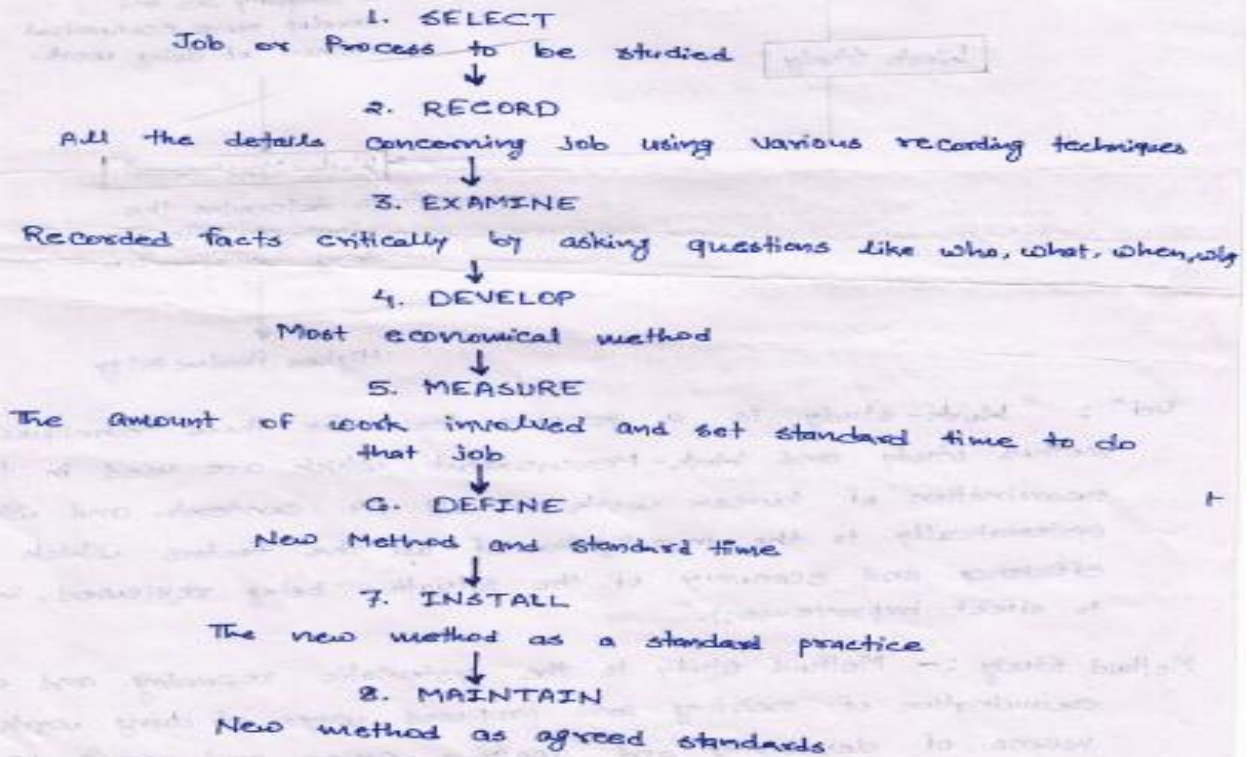 1. SELECT
Job or Process to be studied
↓
2. RECORD
All the details concerning Job using various recording techniques
↓
3. EXAMINE
Recorded facts critically by asking questions like who, what, when, why
↓
4. DEVELOP
Most economical method
↓
5. MEASURE
The amount of work involved and set standard time to do
that job
↓
6. DEFINE
New Method and standard time
↓
7. INSTALL
The new method as a standard practice
↓
8. MAINTAIN
New method as agreed standards